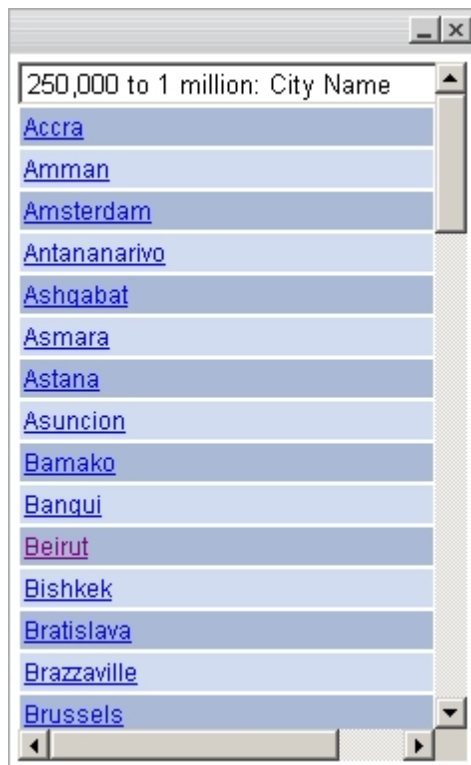 250,000 to 1 million: City Name
Accra
Amman
Amsterdam
Antananarivo
Ashgabat
Asmara
Astana
Asuncion
Bamako
Bangui
Beirut
Bishkek
Bratislava
Brazzaville
Brussels